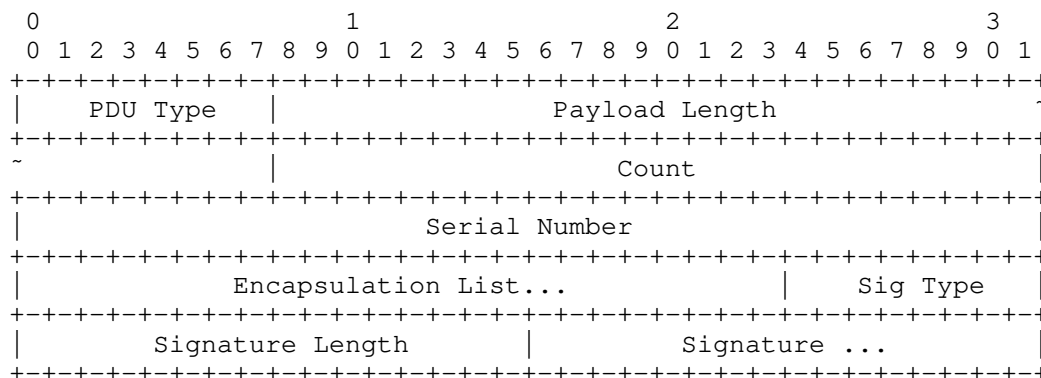 0                   1                   2                   3
0 1 2 3 4 5 6 7 8 9 0 1 2 3 4 5 6 7 8 9 0 1 2 3 4 5 6 7 8 9 0 1
+-+-+-+-+-+-+-+-+-+-+-+-+-+-+-+-+-+-+-+-+-+-+-+-+-+-+-+-+-+-+-+-+
|    PDU Type   |                 Payload Length                ~
+-+-+-+-+-+-+-+-+-+-+-+-+-+-+-+-+-+-+-+-+-+-+-+-+-+-+-+-+-+-+-+-+
~               |                     Count                     |
+-+-+-+-+-+-+-+-+-+-+-+-+-+-+-+-+-+-+-+-+-+-+-+-+-+-+-+-+-+-+-+-+
|                         Serial Number                         |
+-+-+-+-+-+-+-+-+-+-+-+-+-+-+-+-+-+-+-+-+-+-+-+-+-+-+-+-+-+-+-+-+
|             Encapsulation List...             |    Sig Type   |
+-+-+-+-+-+-+-+-+-+-+-+-+-+-+-+-+-+-+-+-+-+-+-+-+-+-+-+-+-+-+-+-+
|        Signature Length       |         Signature ...         |
+-+-+-+-+-+-+-+-+-+-+-+-+-+-+-+-+-+-+-+-+-+-+-+-+-+-+-+-+-+-+-+-+